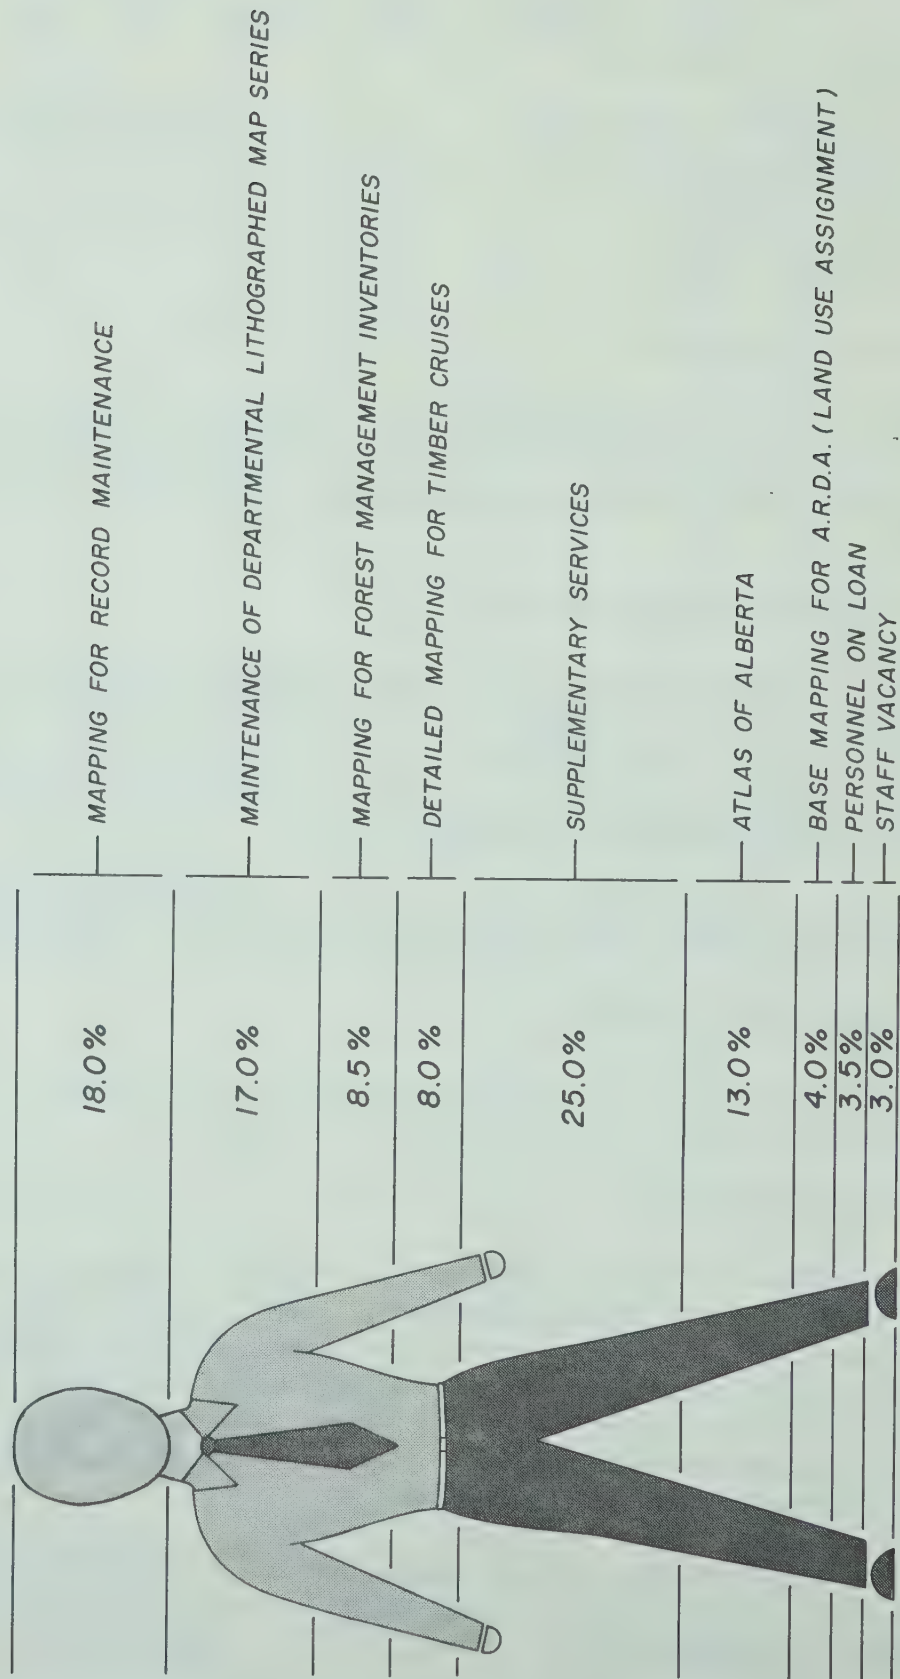 18.0% MAPPING FOR RECORD MAINTENANCE
17.0% MAINTENANCE OF DEPARTMENTAL LITHOGRAPHED MAP SERIES
8.5% MAPPING FOR FOREST MANAGEMENT INVENTORIES
8.0% DETAILED MAPPING FOR TIMBER CRUISES
25.0% SUPPLEMENTARY SERVICES
13.0% ATLAS OF ALBERTA
4.0% BASE MAPPING FOR A.R.D.A. (LAND USE ASSIGNMENT)
3.5% PERSONNEL ON LOAN
3.0% STAFF VACANCY